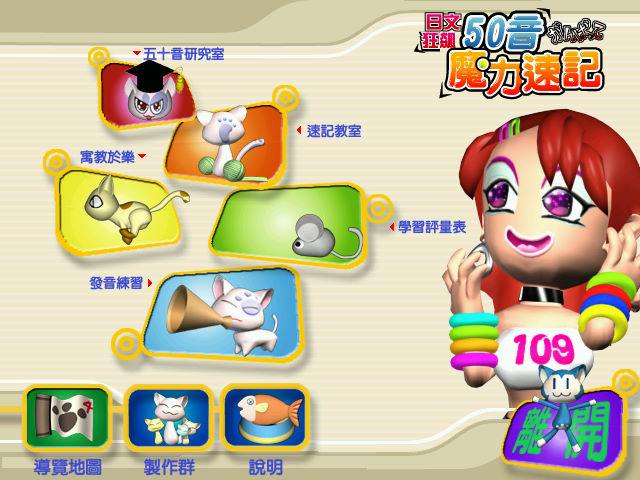 日文
狂飆
50音
魔力速記
五十音研究室
速記教室
寓教於樂
學習評量表
發音練習
109
離開
導覽地圖
製作群
說明